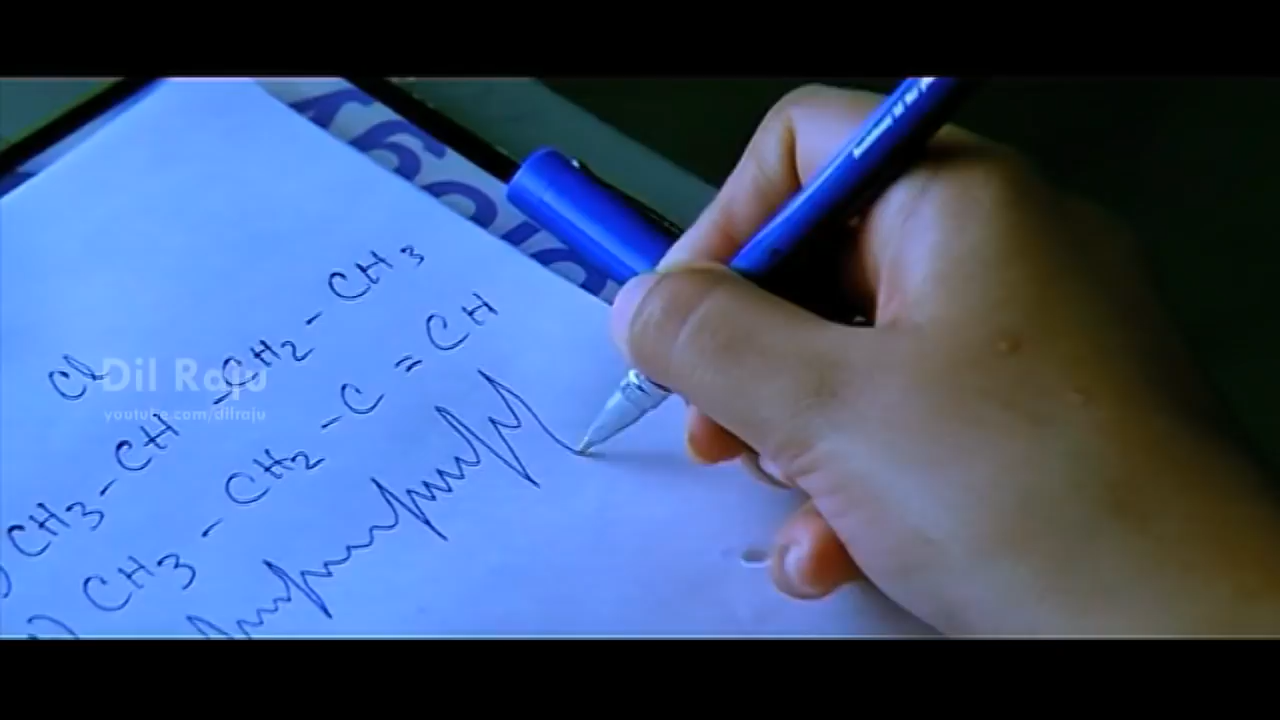 Cl
CH3-CH-CH2-CH3
CH3-CH2-C=CH
Dil Raju
youtube.com/dilraju